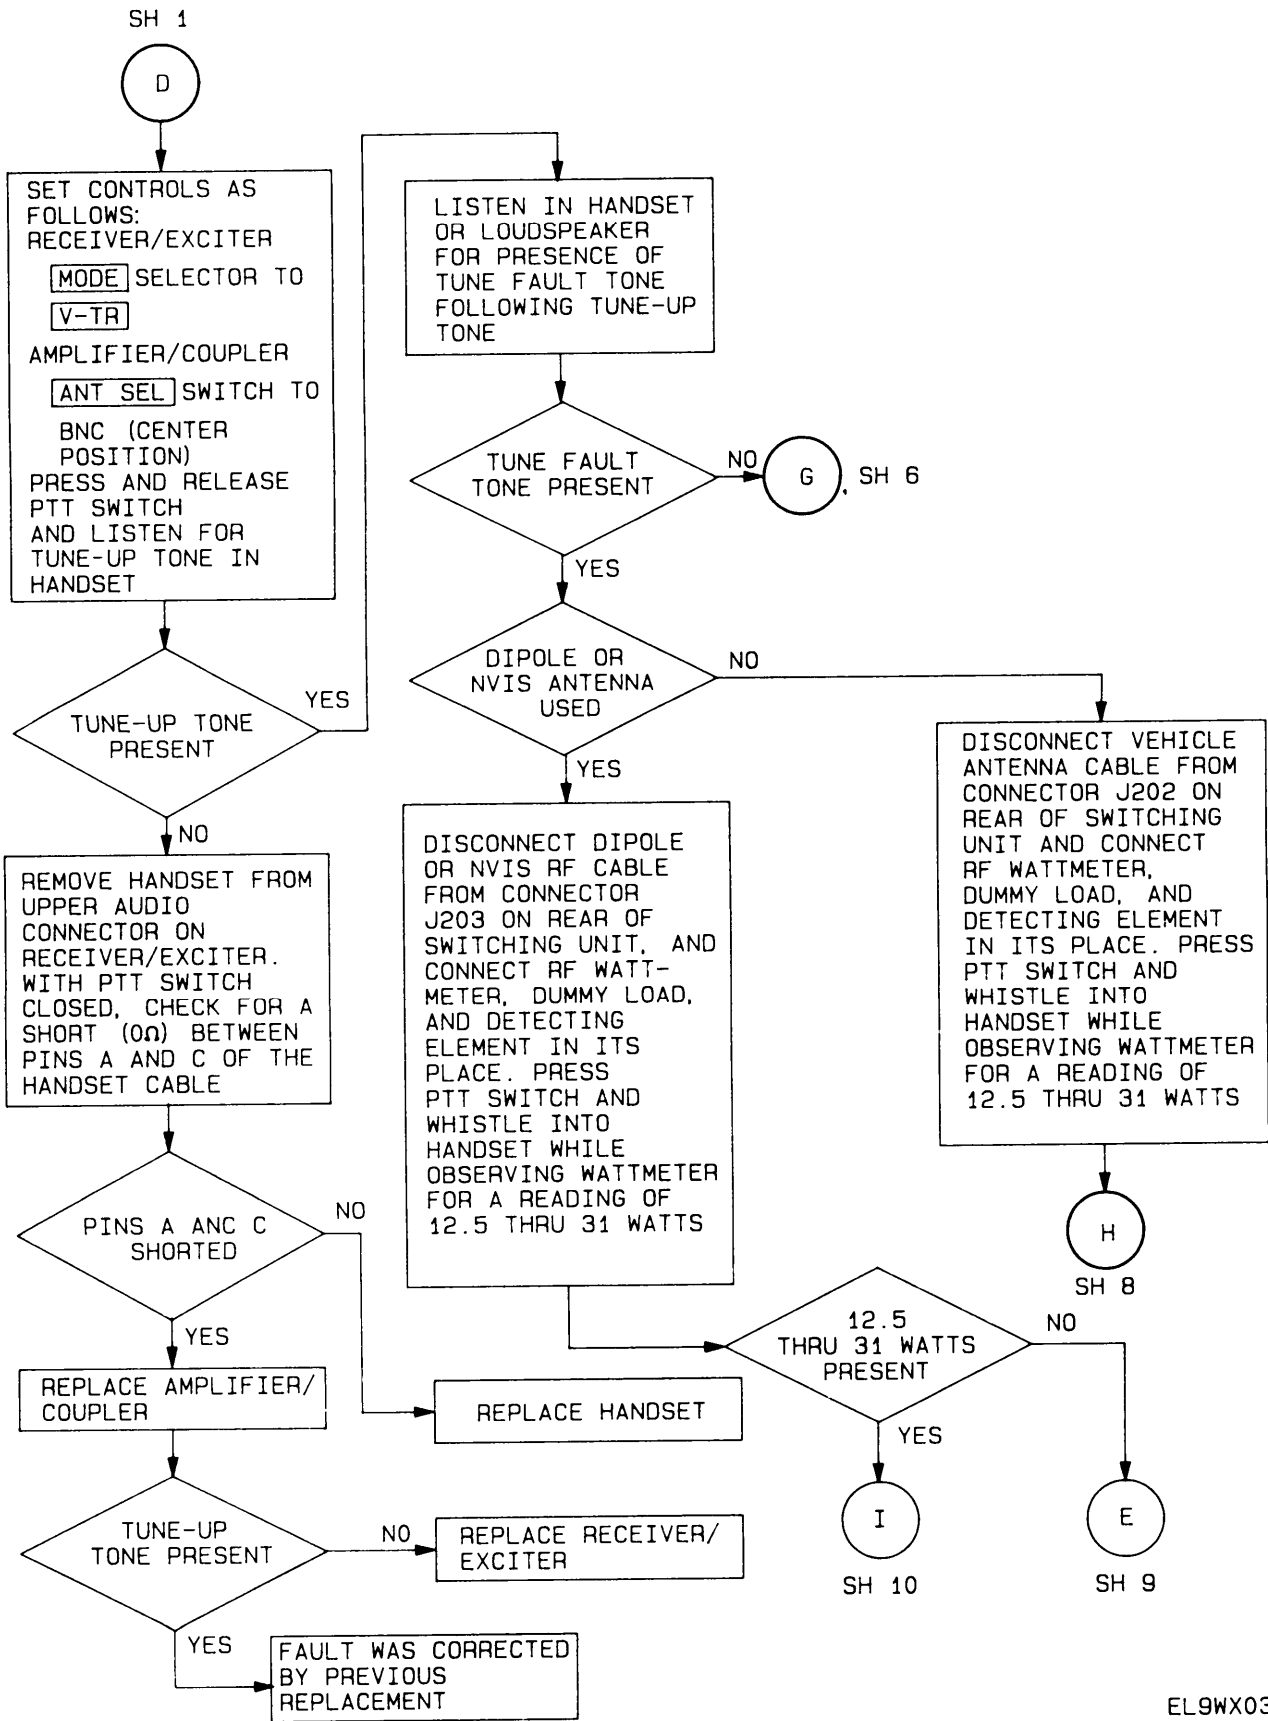 SH 1
D
SET CONTROLS AS
FOLLOWS:
RECEIVER/EXCITER
MODE SELECTOR TO
V-TR
AMPLIFIER/COUPLER
ANT SEL SWITCH TO
BNC (CENTER
POSITION)
PRESS AND RELEASE
PTT SWITCH
AND LISTEN FOR
TUNE-UP TONE IN
HANDSET
TUNE-UP TONE
PRESENT
YES
NO
REMOVE HANDSET FROM
UPPER AUDIO
CONNECTOR ON
RECEIVER/EXCITER.
WITH PTT SWITCH
CLOSED, CHECK FOR A
SHORT (0Ω) BETWEEN
PINS A AND C OF THE
HANDSET CABLE
PINS A ANC C
SHORTED
NO
YES
REPLACE AMPLIFIER/
COUPLER
REPLACE HANDSET
TUNE-UP
TONE PRESENT
NO
REPLACE RECEIVER/
EXCITER
YES
FAULT WAS CORRECTED
BY PREVIOUS
REPLACEMENT
LISTEN IN HANDSET
OR LOUDSPEAKER
FOR PRESENCE OF
TUNE FAULT TONE
FOLLOWING TUNE-UP
TONE
TUNE FAULT
TONE PRESENT
NO
G
. SH 6
YES
DIPOLE OR
NVIS ANTENNA
USED
NO
YES
DISCONNECT DIPOLE
OR NVIS RF CABLE
FROM CONNECTOR
J203 ON REAR OF
SWITCHING UNIT, AND
CONNECT RF WATT-
METER, DUMMY LOAD,
AND DETECTING
ELEMENT IN ITS
PLACE. PRESS
PTT SWITCH AND
WHISTLE INTO
HANDSET WHILE
OBSERVING WATTMETER
FOR A READING OF
12.5 THRU 31 WATTS
DISCONNECT VEHICLE
ANTENNA CABLE FROM
CONNECTOR J202 ON
REAR OF SWITCHING
UNIT AND CONNECT
RF WATTMETER,
DUMMY LOAD, AND
DETECTING ELEMENT
IN ITS PLACE. PRESS
PTT SWITCH AND
WHISTLE INTO
HANDSET WHILE
OBSERVING WATTMETER
FOR A READING OF
12.5 THRU 31 WATTS
H
SH 8
12.5
THRU 31 WATTS
PRESENT
NO
YES
I
SH 10
E
SH 9
EL9WX03